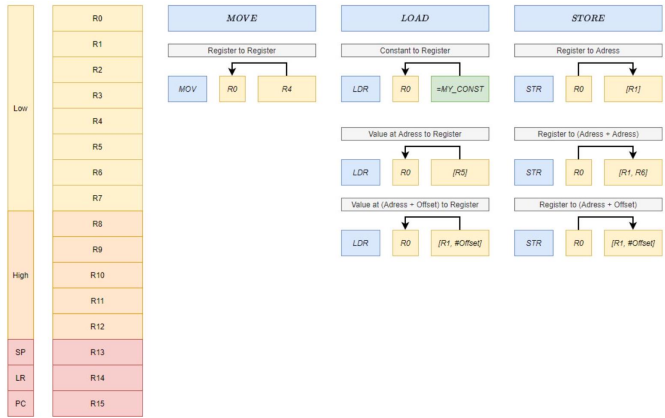 Low
High
SP
LR
PC
R0
R1
R2
R3
R4
R5
R6
R7
R8
R9
R10
R11
R12
R13
R14
R15
MOVE
Register to Register
MOV R0 R4
LOAD
Constant to Register
LDR R0 =MY_CONST
Value at Adress to Register
LDR R0 [R5]
Value at (Adress + Offset) to Register
LDR R0 [R1, #Offset]
STORE
Register to Adress
STR R0 [R1]
Register to (Adress + Adress)
STR R0 [R1, R6]
Register to (Adress + Offset)
STR R0 [R1, #Offset]